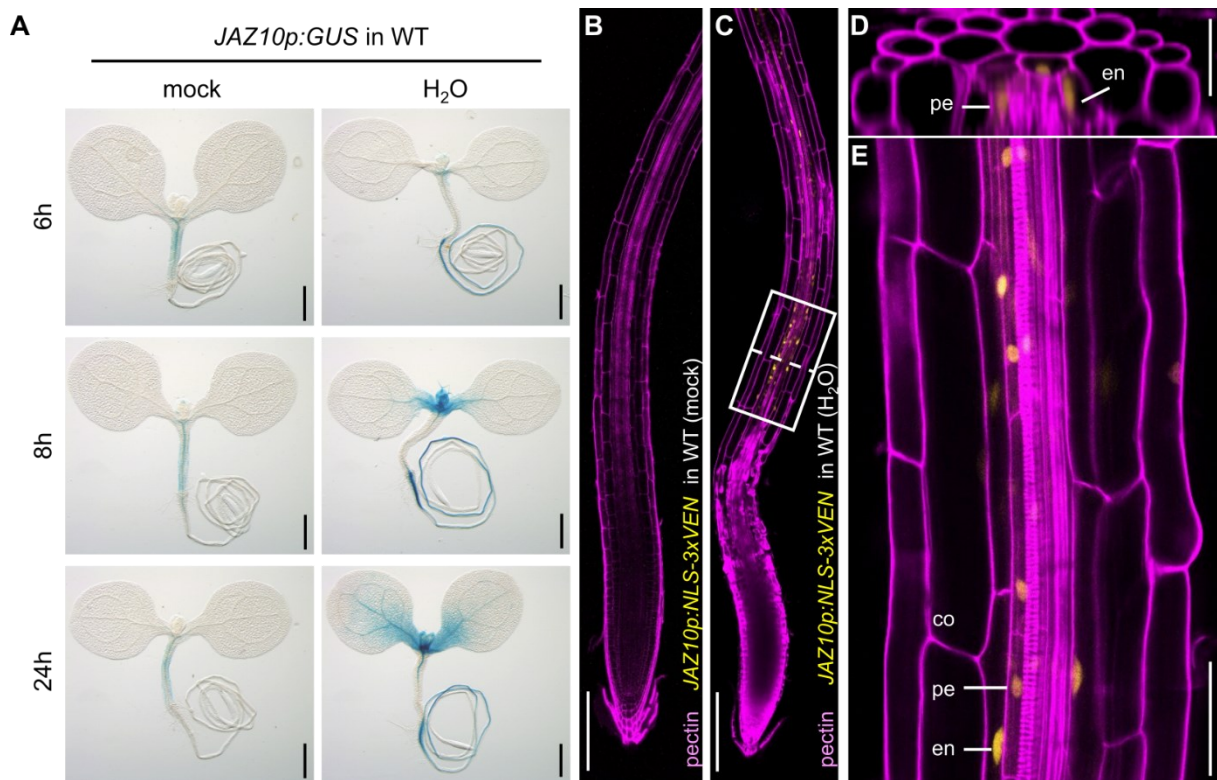 A
JAZ10p:GUS in WT
mock
H₂O
6h
8h
24h
B
pectin JAZ10p:NLS-3xVEN in WT (mock)
C
pectin JAZ10p:NLS-3xVEN in WT (H₂O)
D
pe
en
E
co
pe
en